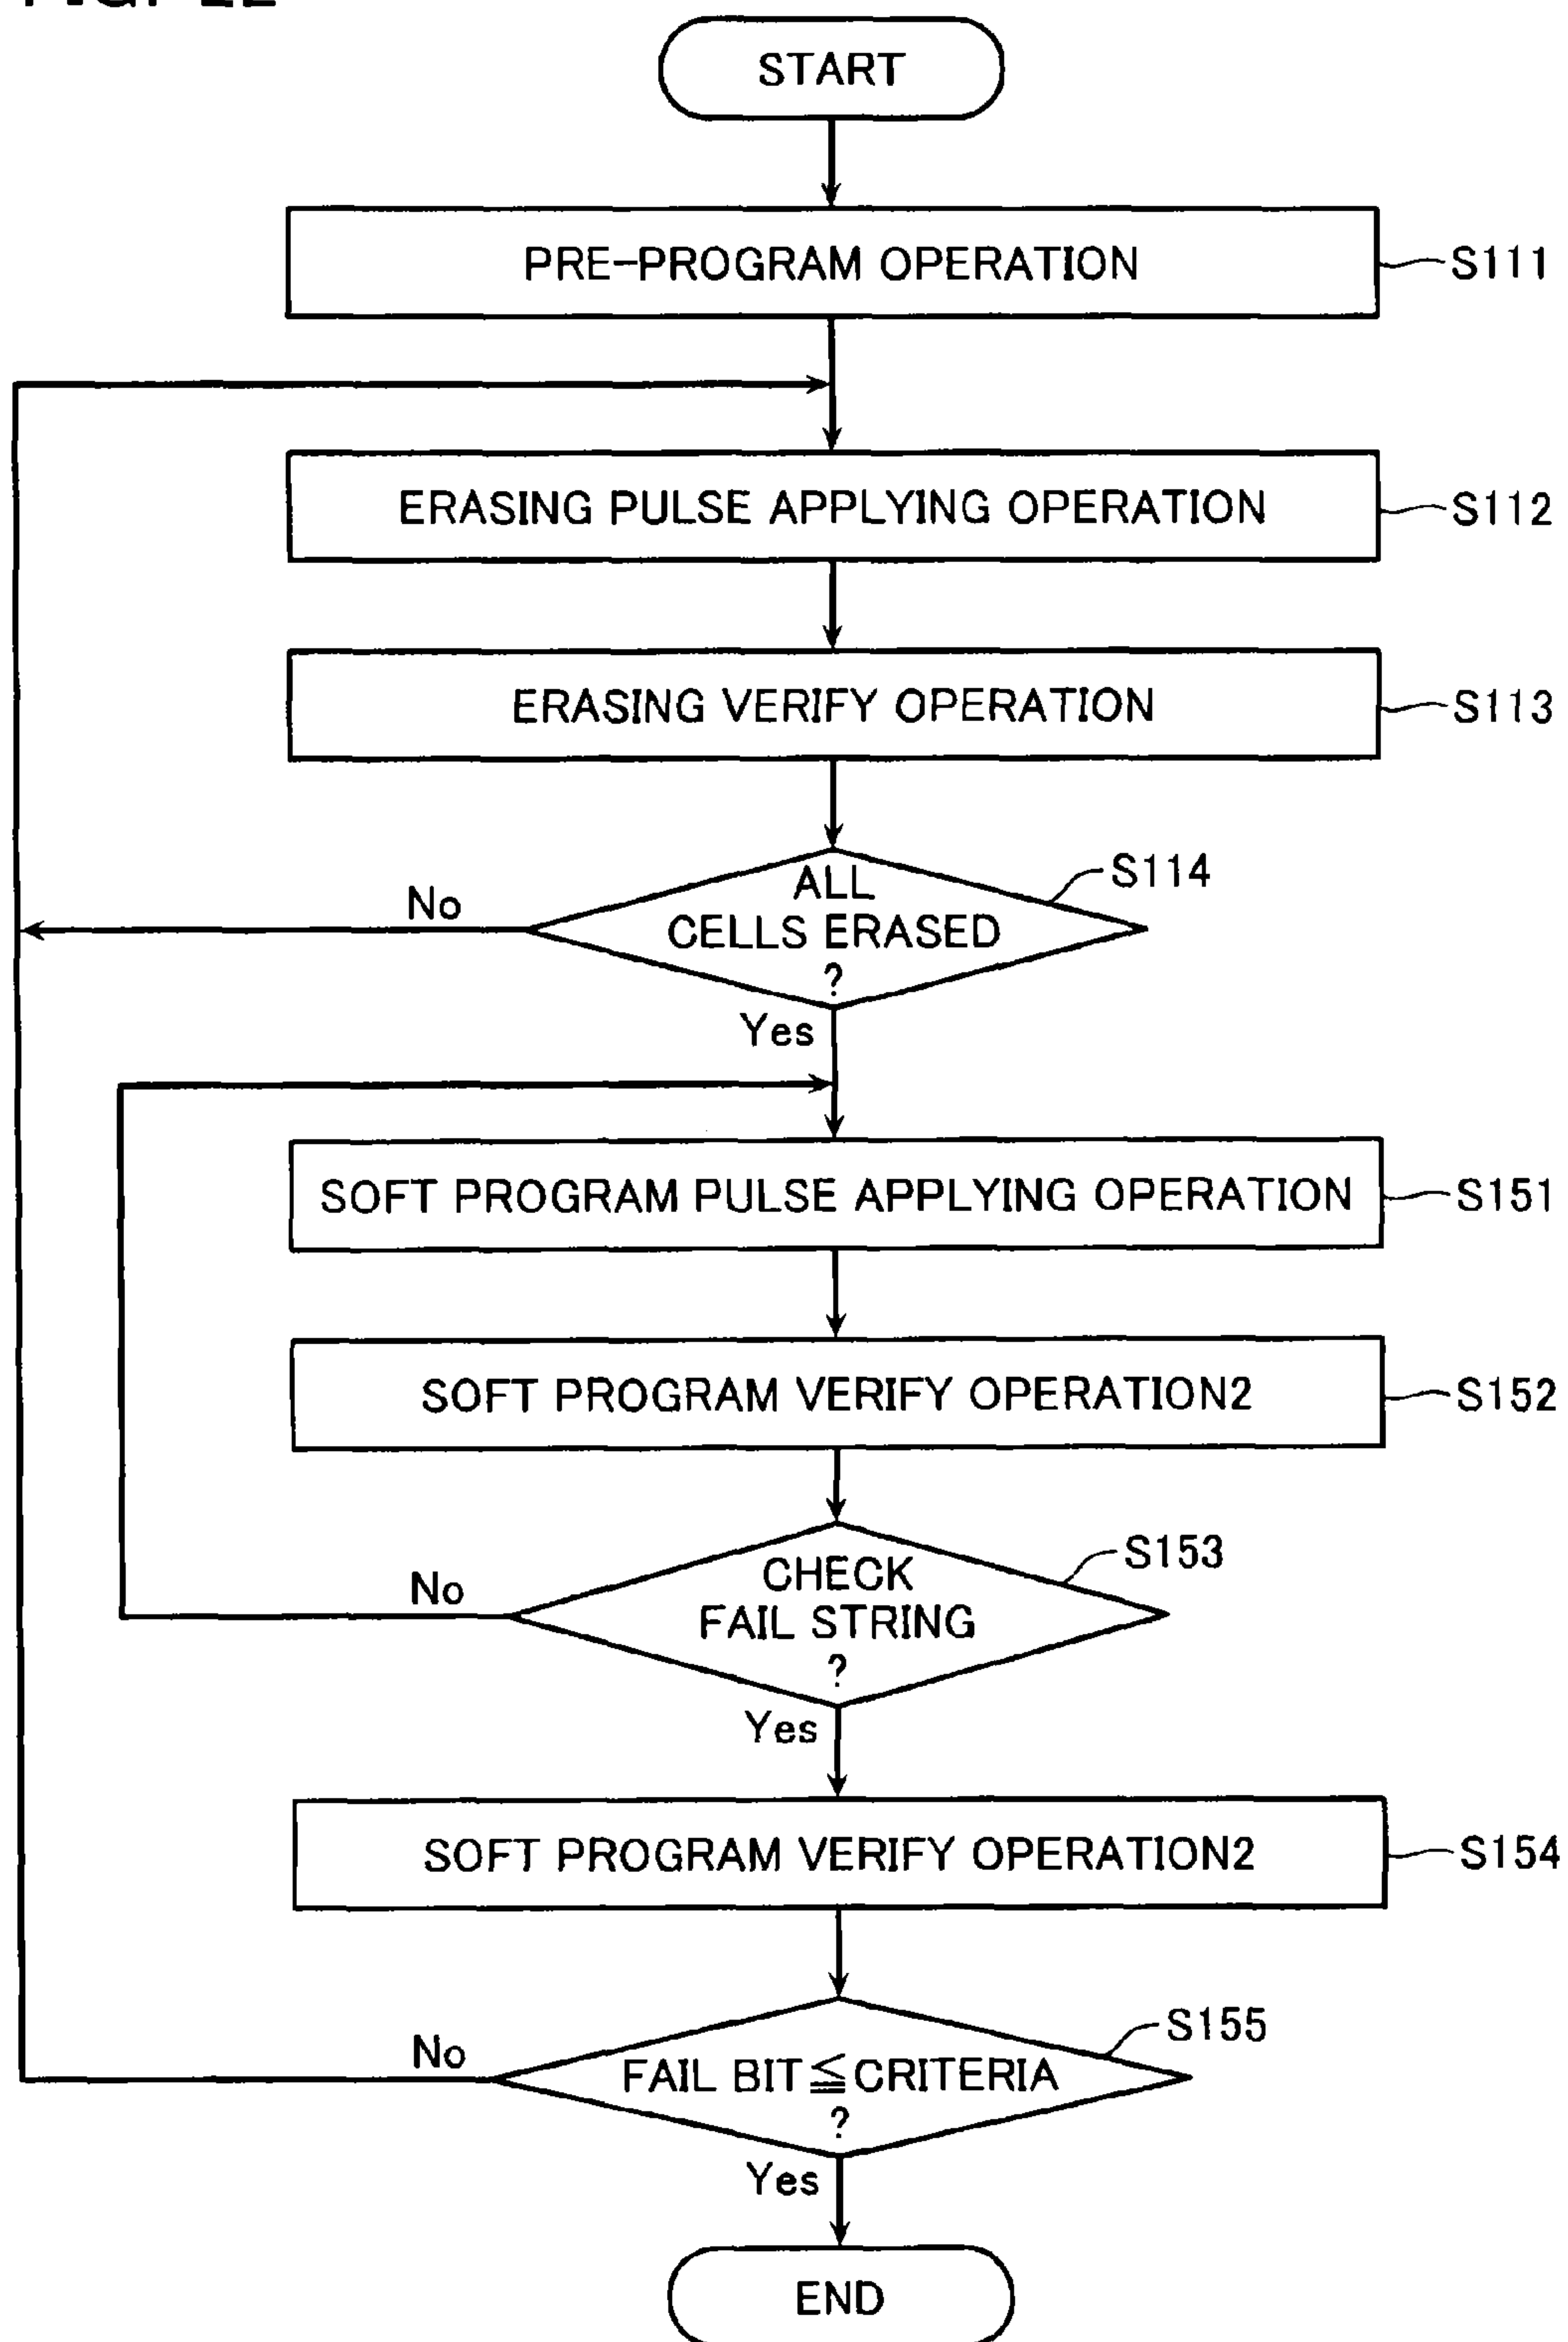 START
PRE-PROGRAM OPERATION
S111
ERASING PULSE APPLYING OPERATION
S112
ERASING VERIFY OPERATION
S113
ALL
CELLS ERASED
?
S114
No
Yes
SOFT PROGRAM PULSE APPLYING OPERATION
S151
SOFT PROGRAM VERIFY OPERATION2
S152
CHECK
FAIL STRING
?
S153
No
Yes
SOFT PROGRAM VERIFY OPERATION2
S154
FAIL BIT≦CRITERIA
?
S155
No
Yes
END